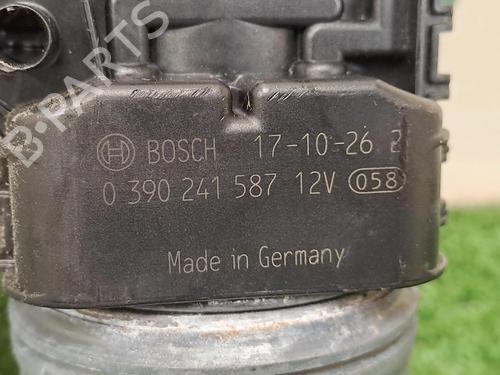 BOSCH 17-10-26 2
0 390 241 587 12V 058
Made in Germany
B-PARTS